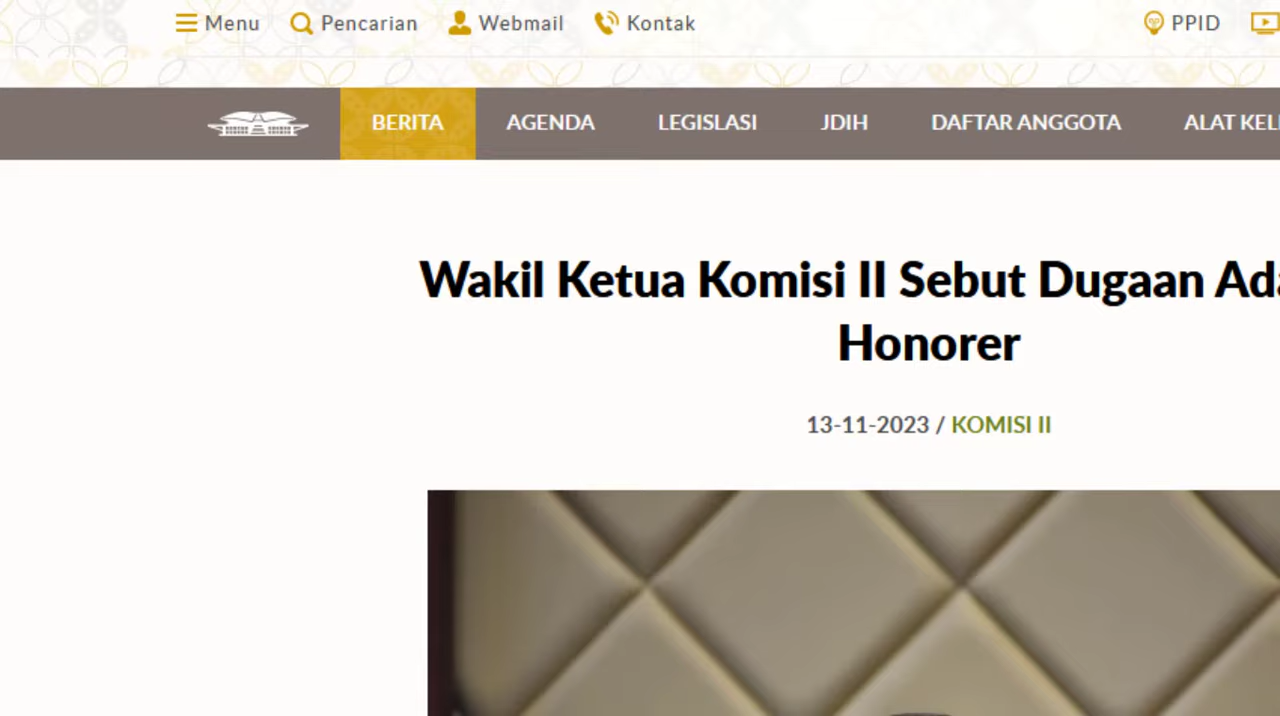 Menu Pencarian Webmail Kontak PPID
BERITA AGENDA LEGISLASI JDIH DAFTAR ANGGOTA ALAT
Wakil Ketua Komisi II Sebut Dugaan
Honorer
13-11-2023 / KOMISI II